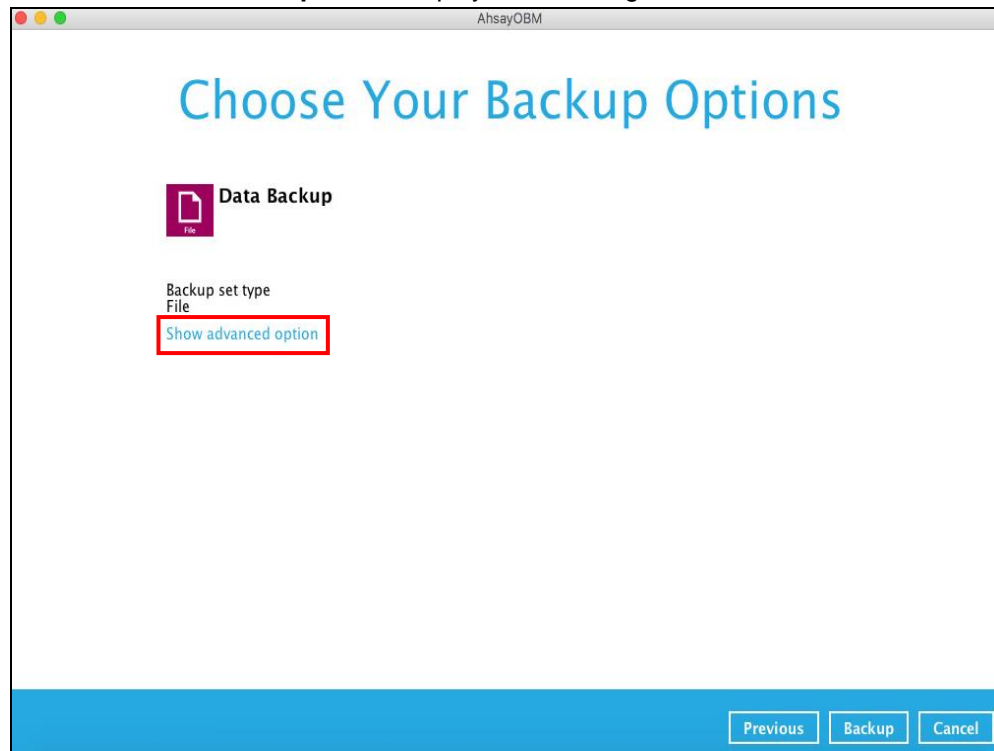 AhsayOBM
Choose Your Backup Options
Data Backup
File
Backup set type
File
Show advanced option
Previous Backup Cancel